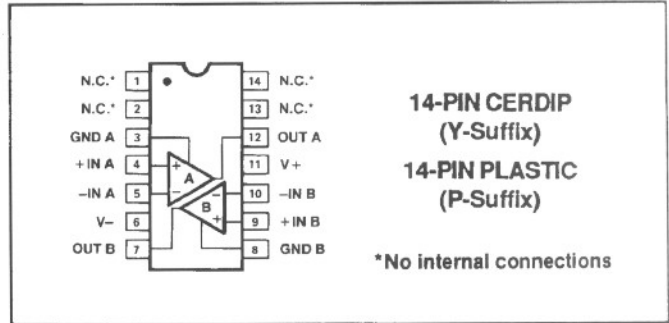 N.C.* 1 14 N.C.*
N.C.* 2 13 N.C.*
GND A 3 12 OUT A
+IN A 4 + A 11 V+
–IN A 5 – – 10 –IN B
V– 6 B + 9 +IN B
OUT B 7 8 GND B
14-PIN CERDIP
(Y-Suffix)
14-PIN PLASTIC
(P-Suffix)
*No internal connections